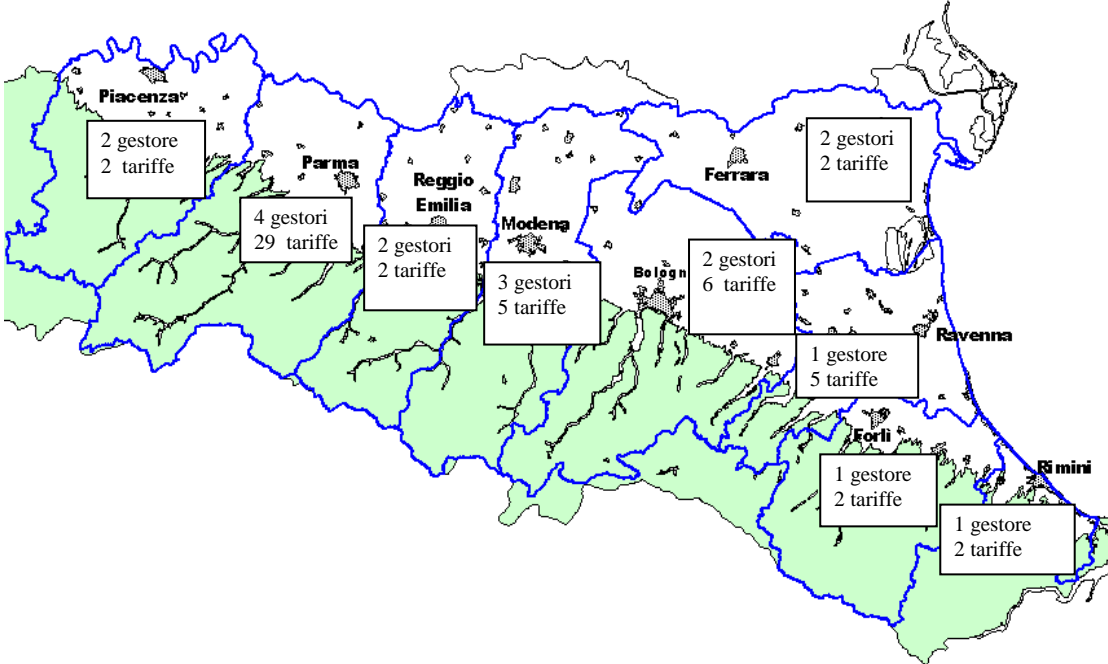 Piacenza
2 gestore
2 tariffe
Parma
4 gestori
29 tariffe
Reggio
Emilia
2 gestori
2 tariffe
Modena
3 gestori
5 tariffe
Bologn
2 gestori
6 tariffe
Ferrara
2 gestori
2 tariffe
Ravenna
1 gestore
5 tariffe
Forlì
1 gestore
2 tariffe
Rimini
1 gestore
2 tariffe